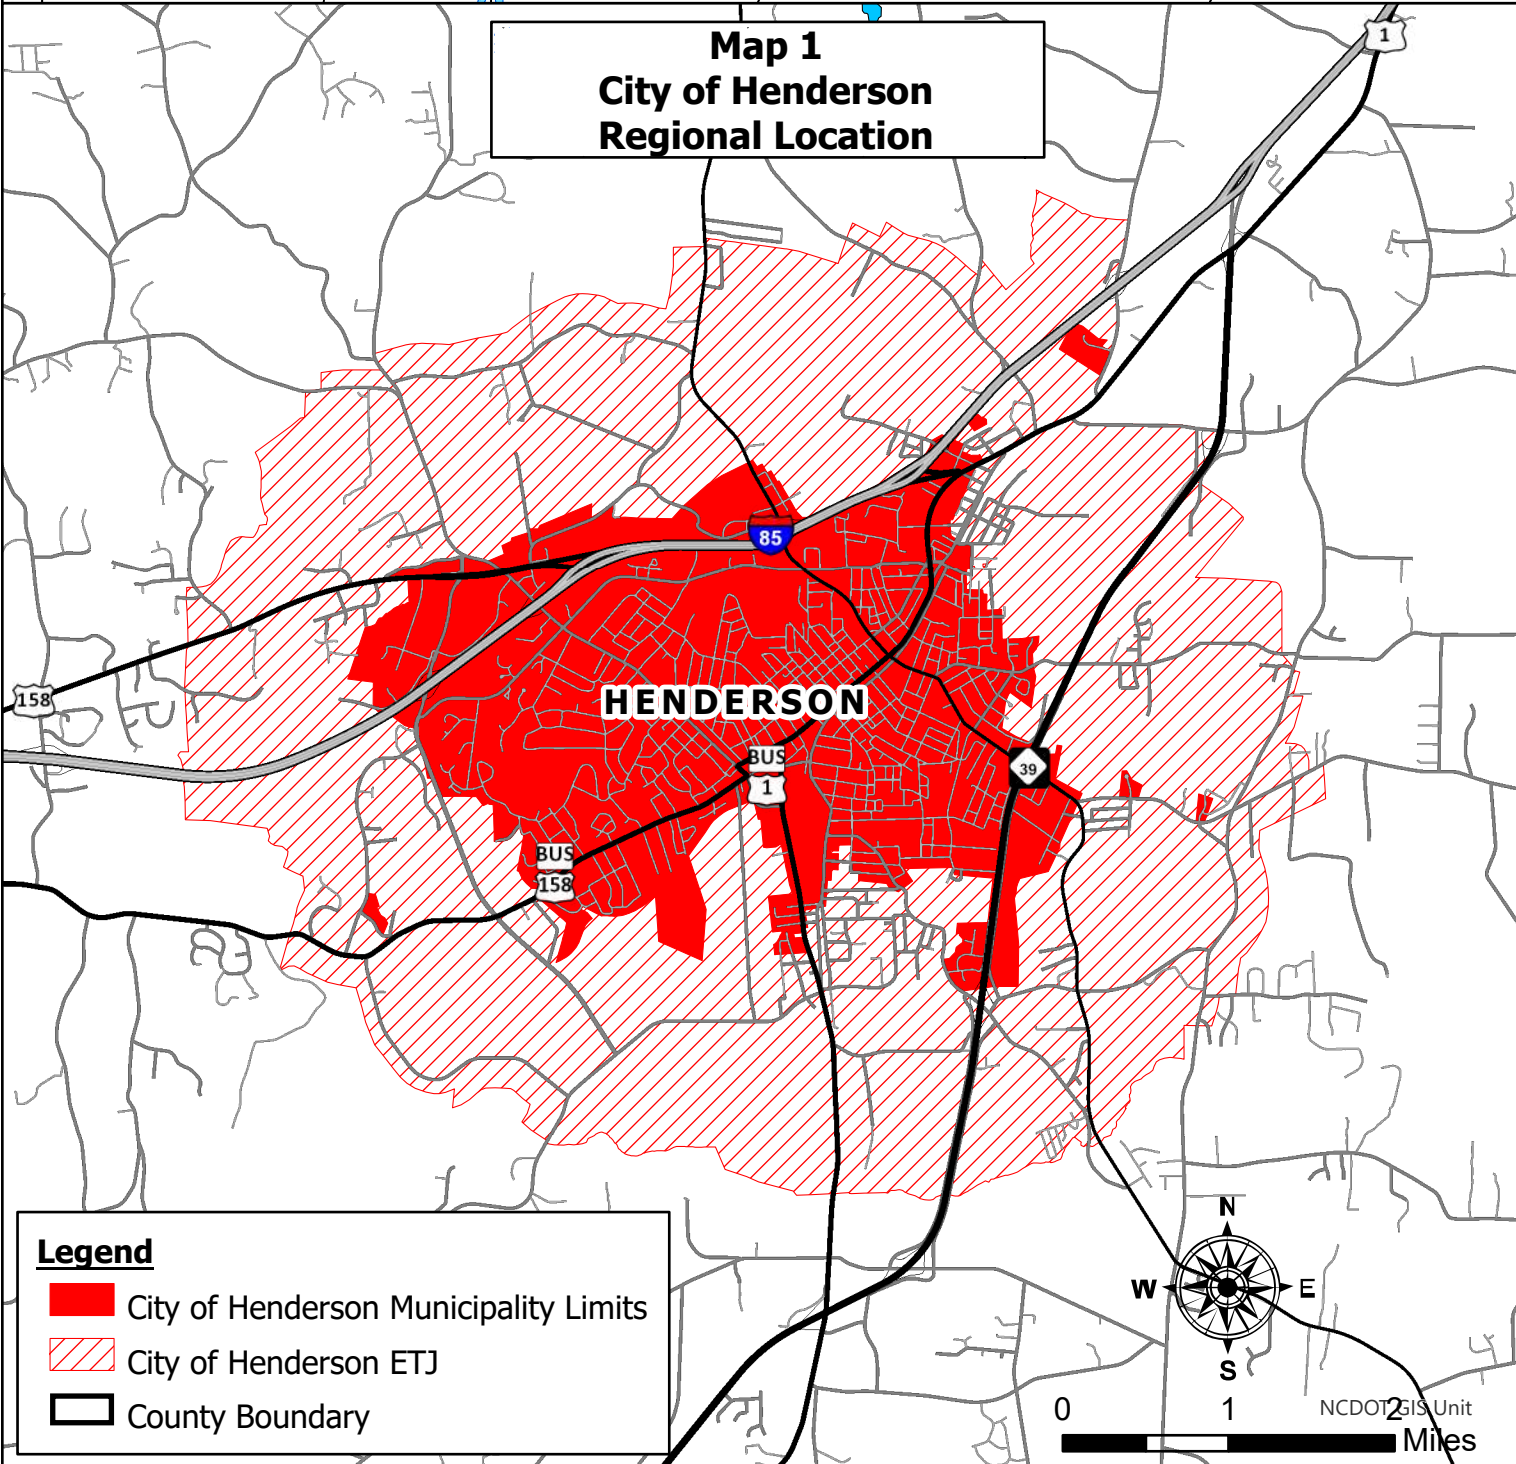 Map 1
City of Henderson
Regional Location
1
85
158
HENDERSON
BUS
1
39
BUS
158
N
W E
S
Legend
City of Henderson Municipality Limits
City of Henderson ETJ
County Boundary
0 1 2
NCDOT GIS Unit
Miles